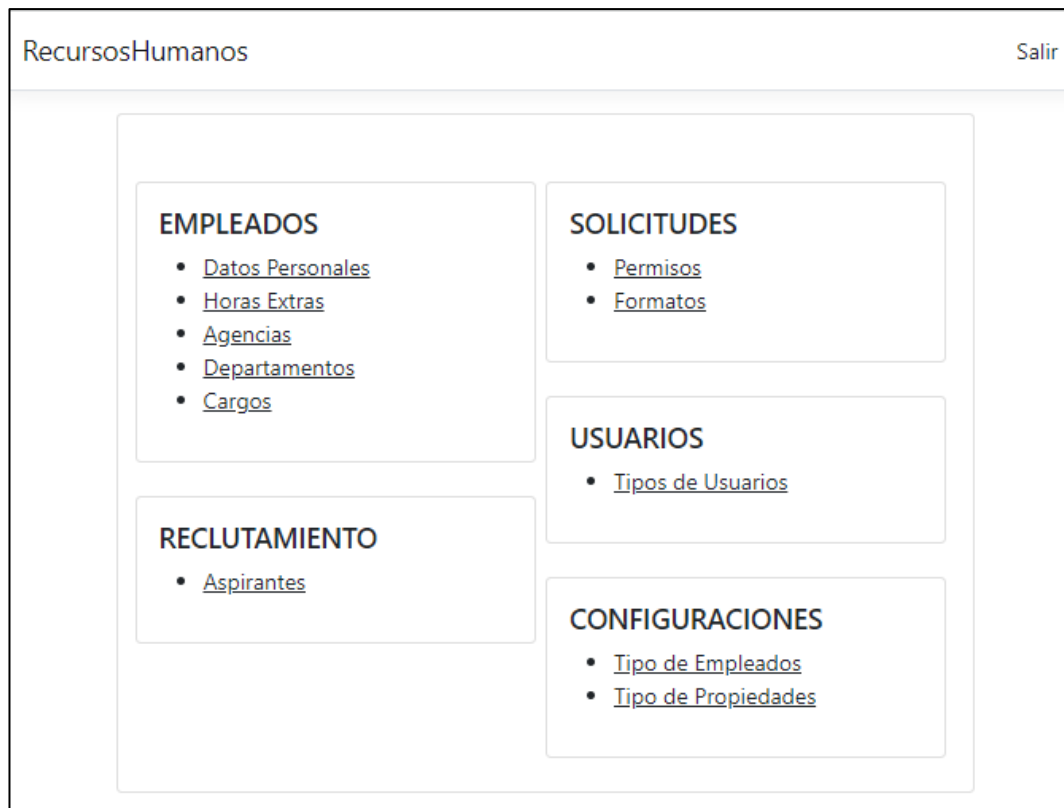 RecursosHumanos
Salir
EMPLEADOS
Datos Personales
Horas Extras
Agencias
Departamentos
Cargos
RECLUTAMIENTO
Aspirantes
SOLICITUDES
Permisos
Formatos
USUARIOS
Tipos de Usuarios
CONFIGURACIONES
Tipo de Empleados
Tipo de Propiedades